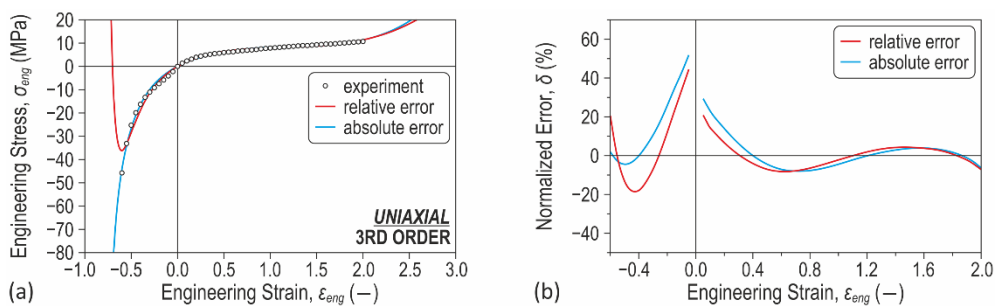 20
10
0
−10
−20
−30
−40
−50
−60
−70
−80
Engineering Stress, σeng (MPa)
experiment
relative error
absolute error
UNIAXIAL
3RD ORDER
−1.0 −0.5 0.0 0.5 1.0 1.5 2.0 2.5 3.0
Engineering Strain, εeng (—)
(a)
60
40
20
0
−20
−40
Normalized Error, δ (%)
relative error
absolute error
−0.4 0.0 0.4 0.8 1.2 1.6 2.0
Engineering Strain, εeng (—)
(b)